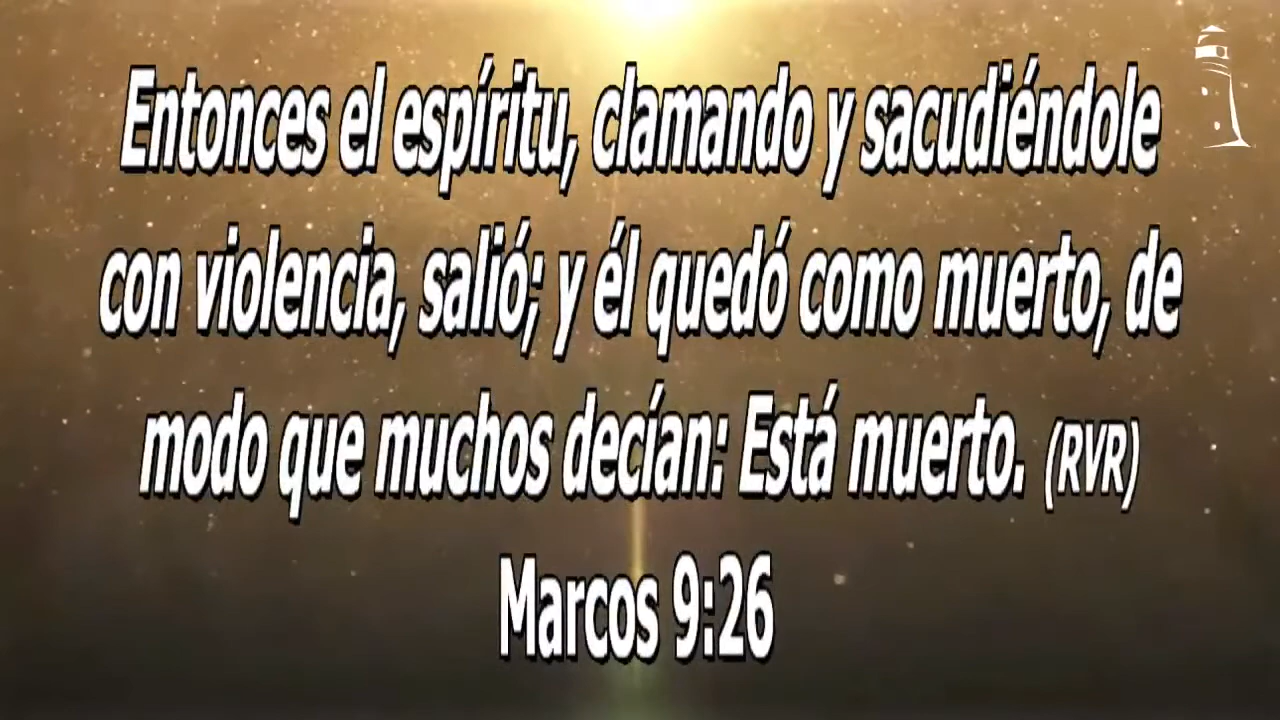 Entonces el espíritu, clamando y sacudiéndole
con violencia, salió; y él quedó como muerto, de
modo que muchos decían: Está muerto. (RVR)
Marcos 9:26